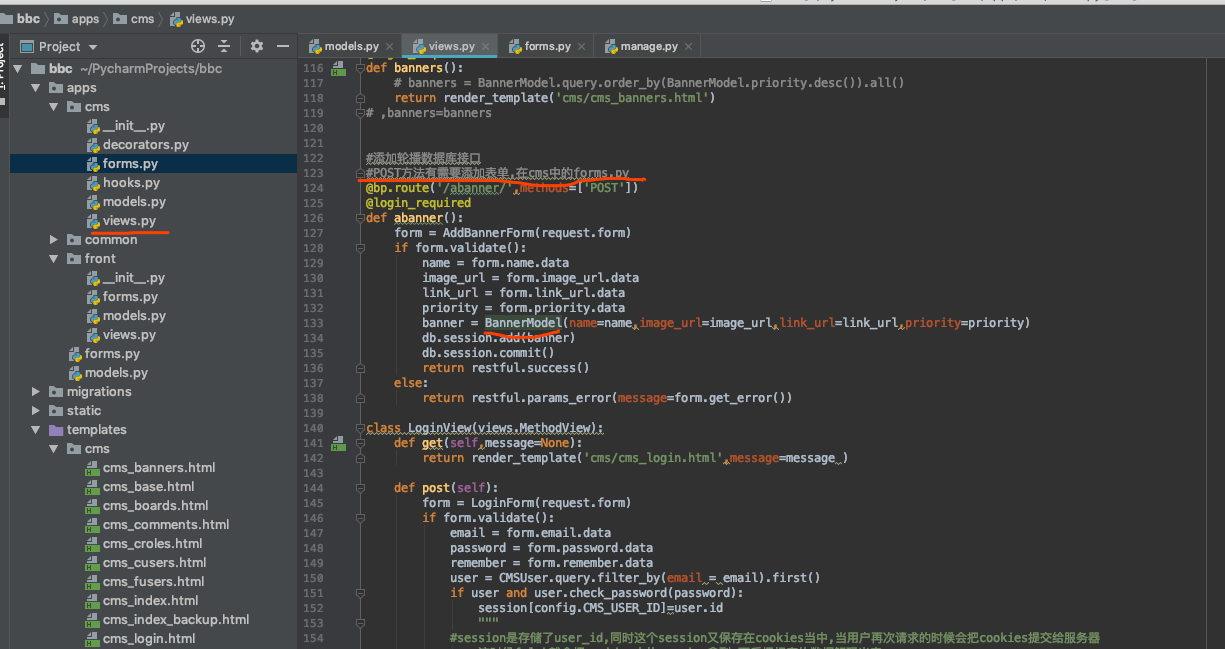 bbc apps cms views.py
Project
1: Project
models.py views.py forms.py manage.py
bbc ~/PycharmProjects/bbc
apps
cms
__init__.py
decorators.py
forms.py
hooks.py
models.py
views.py
common
front
__init__.py
forms.py
models.py
views.py
forms.py
models.py
migrations
static
templates
cms
cms_banners.html
cms_base.html
cms_boards.html
cms_comments.html
cms_croles.html
cms_cusers.html
cms_fusers.html
cms_index.html
cms_index_backup.html
cms_login.html
116 def banners():
117 # banners = BannerModel.query.order_by(BannerModel.priority.desc()).all()
118 return render_template('cms/cms_banners.html')
119 # ,banners=banners
120
121
122 #添加轮播数据库接口
123 #POST方法有需要添加表单,在cms中的forms.py
124 @bp.route('/abanner/',methods=['POST'])
125 @login_required
126 def abanner():
127 form = AddBannerForm(request.form)
128 if form.validate():
129 name = form.name.data
130 image_url = form.image_url.data
131 link_url = form.link_url.data
132 priority = form.priority.data
133 banner = BannerModel(name=name,image_url=image_url,link_url=link_url,priority=priority)
134 db.session.add(banner)
135 db.session.commit()
136 return restful.success()
137 else:
138 return restful.params_error(message=form.get_error())
139
140 class LoginView(views.MethodView):
141 def get(self,message=None):
142 return render_template('cms/cms_login.html',message=message )
143
144 def post(self):
145 form = LoginForm(request.form)
146 if form.validate():
147 email = form.email.data
148 password = form.password.data
149 remember = form.remember.data
150 user = CMSUser.query.filter_by(email = email).first()
151 if user and user.check_password(password):
152 session[config.CMS_USER_ID]=user.id
153 """
154 #session是存储了user_id,同时这个session又保存在cookies当中,当用户再次请求的时候会把cookies提交给服务器